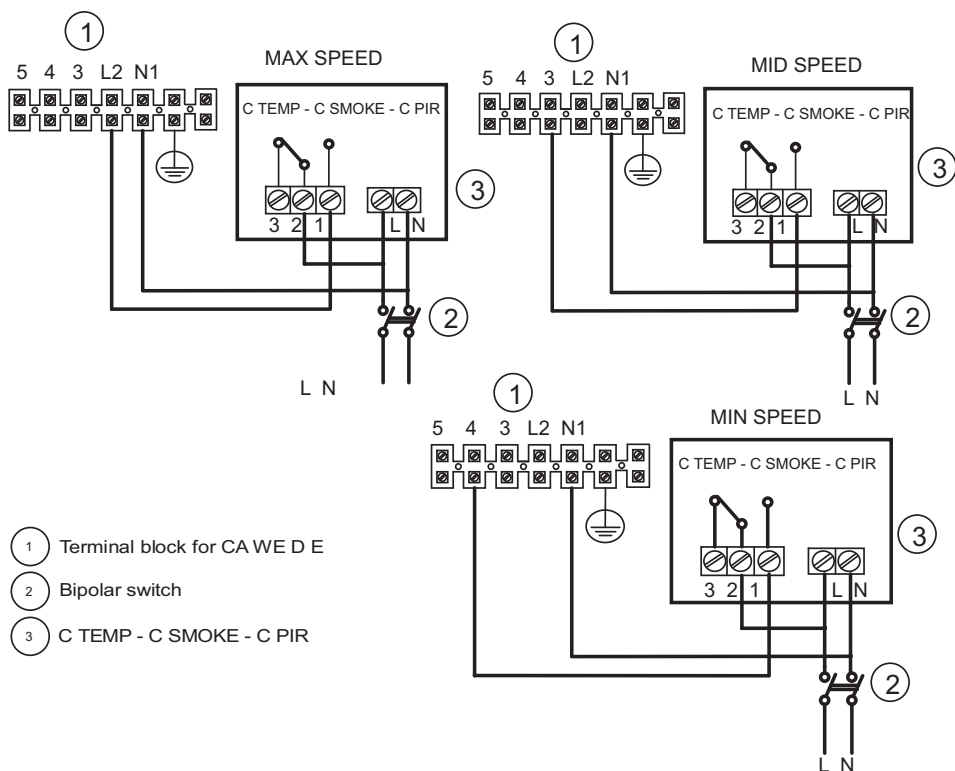 1
MAX SPEED
5 4 3 L2 N1
C TEMP - C SMOKE - C PIR
3 2 1 L N
3
2
L N
1
MID SPEED
5 4 3 L2 N1
C TEMP - C SMOKE - C PIR
3 2 1 L N
3
2
L N
1
MIN SPEED
5 4 3 L2 N1
C TEMP - C SMOKE - C PIR
3 2 1 L N
3
2
L N
1 Terminal block for CA WE D E
2 Bipolar switch
3 C TEMP - C SMOKE - C PIR